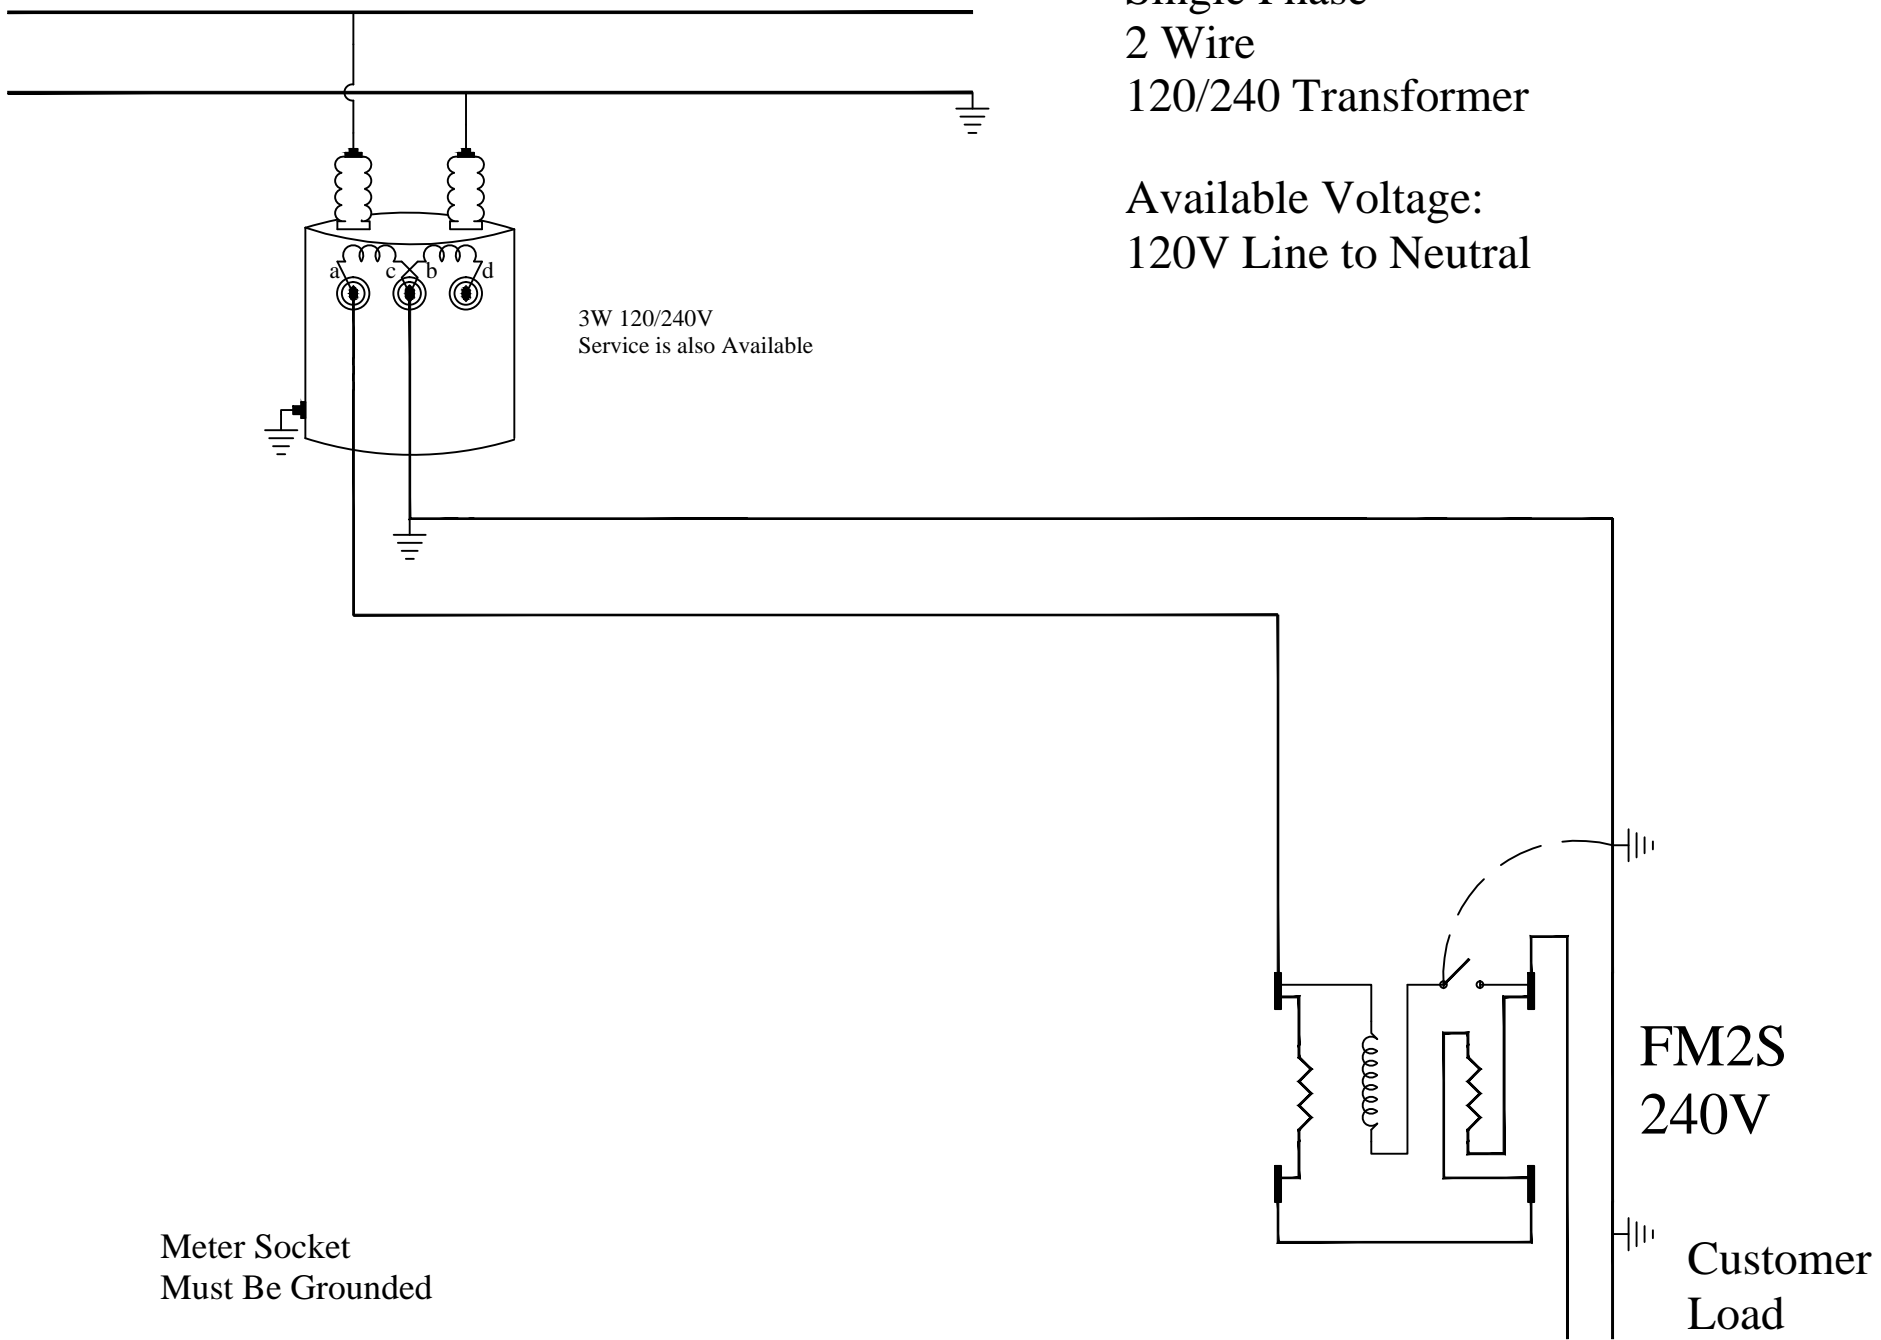 Single Phase
2 Wire
120/240 Transformer
Available Voltage:
120V Line to Neutral
a c b d
3W 120/240V
Service is also Available
FM2S
240V
Meter Socket
Must Be Grounded
Customer
Load